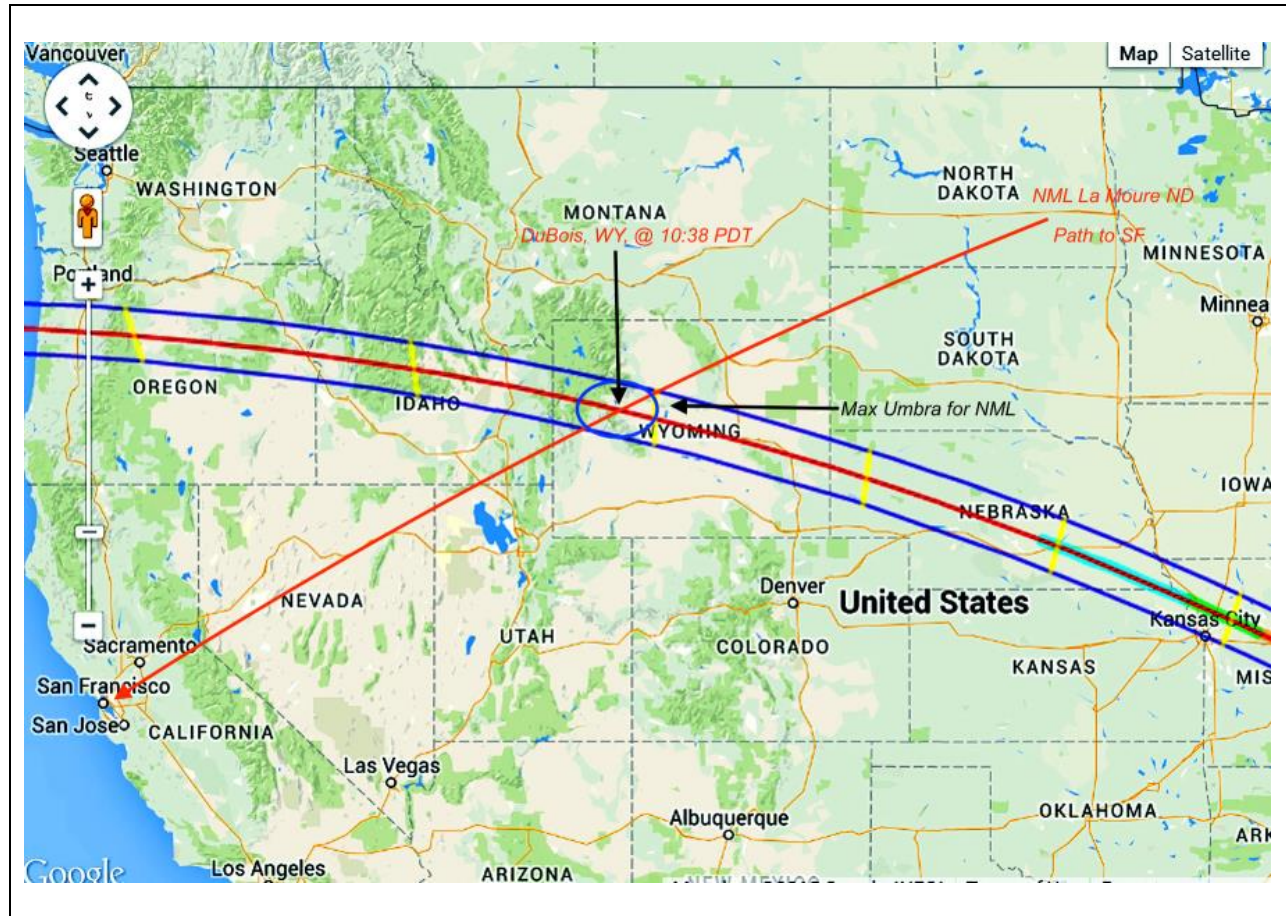 Vancouver
Map
Satellite
Seattle
WASHINGTON
NORTH
DAKOTA
NML La Moure ND
Path to SF
MONTANA
DuBois, WY, @ 10:38 PDT
MINNESOTA
Portland
Minnea
OREGON
SOUTH
DAKOTA
IDAHO
Max Umbra for NML
WYOMING
IOWA
NEBRASKA
NEVADA
Denver
United States
UTAH
COLORADO
Kansas City
KANSAS
MIS
Sacramento
San Francisco
San Jose
CALIFORNIA
Las Vegas
Albuquerque
OKLAHOMA
ARK
Los Angeles
ARIZONA
NEW MEXICO
Google